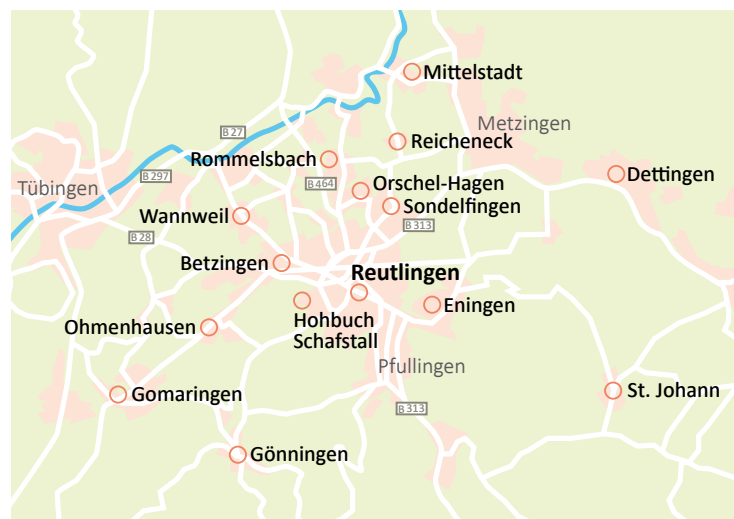 Mittelstadt
Metzingen
B 27
Reicheneck
Rommelsbach
B 297
B 464
Tübingen
Orschel-Hagen
Dettingen
Sondelfingen
Wannweil
B 313
B 28
Betzingen
Reutlingen
Eningen
Hohbuch
Schafstall
Ohmenhausen
Pfullingen
Gomaringen
St. Johann
B 313
Gönningen